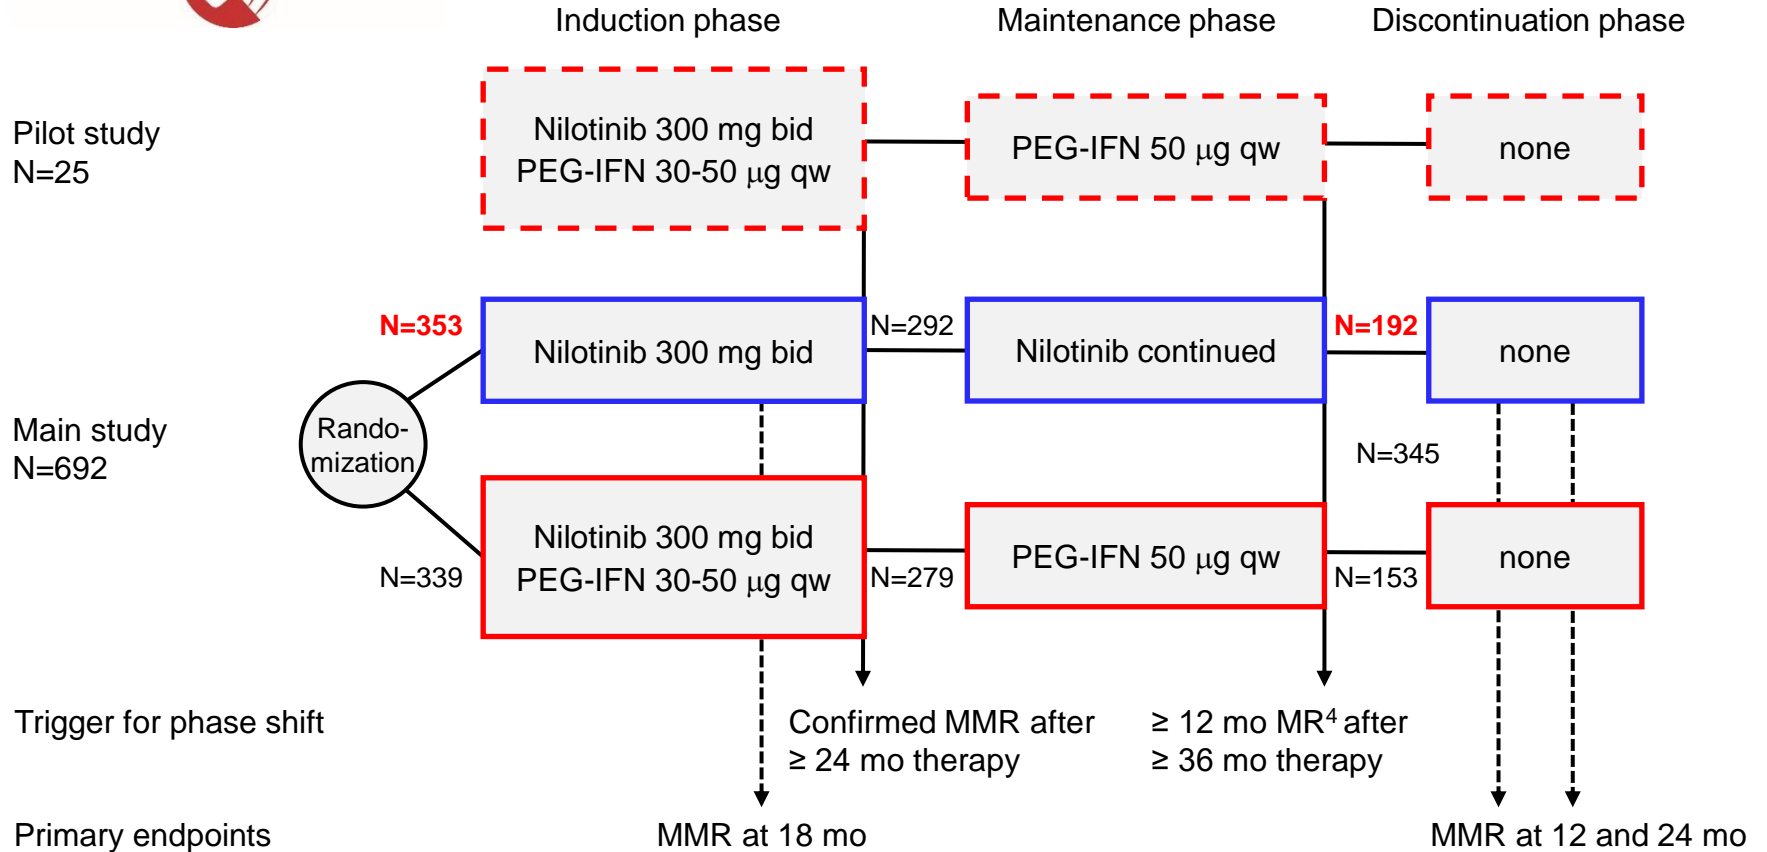 Induction phase
Maintenance phase
Discontinuation phase
Pilot study
N=25
Nilotinib 300 mg bid
PEG-IFN 30-50 μg qw
PEG-IFN 50 μg qw
none
N=353
Nilotinib 300 mg bid
N=292
Nilotinib continued
N=192
none
Main study
N=692
Rando-
mization
N=345
N=339
Nilotinib 300 mg bid
PEG-IFN 30-50 μg qw
N=279
PEG-IFN 50 μg qw
N=153
none
Trigger for phase shift
Confirmed MMR after
≥ 24 mo therapy
≥ 12 mo MR⁴ after
≥ 36 mo therapy
Primary endpoints
MMR at 18 mo
MMR at 12 and 24 mo